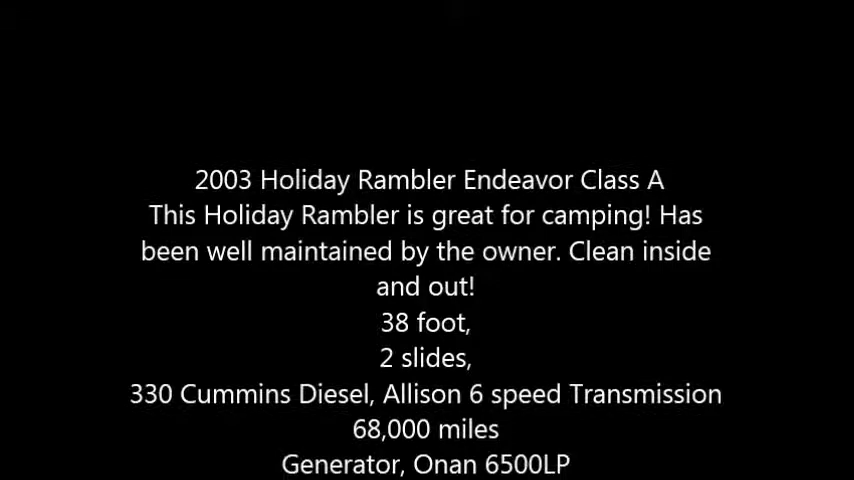 2003 Holiday Rambler Endeavor Class A
This Holiday Rambler is great for camping! Has
been well maintained by the owner. Clean inside
and out!
38 foot,
2 slides,
330 Cummins Diesel, Allison 6 speed Transmission
68,000 miles
Generator, Onan 6500LP